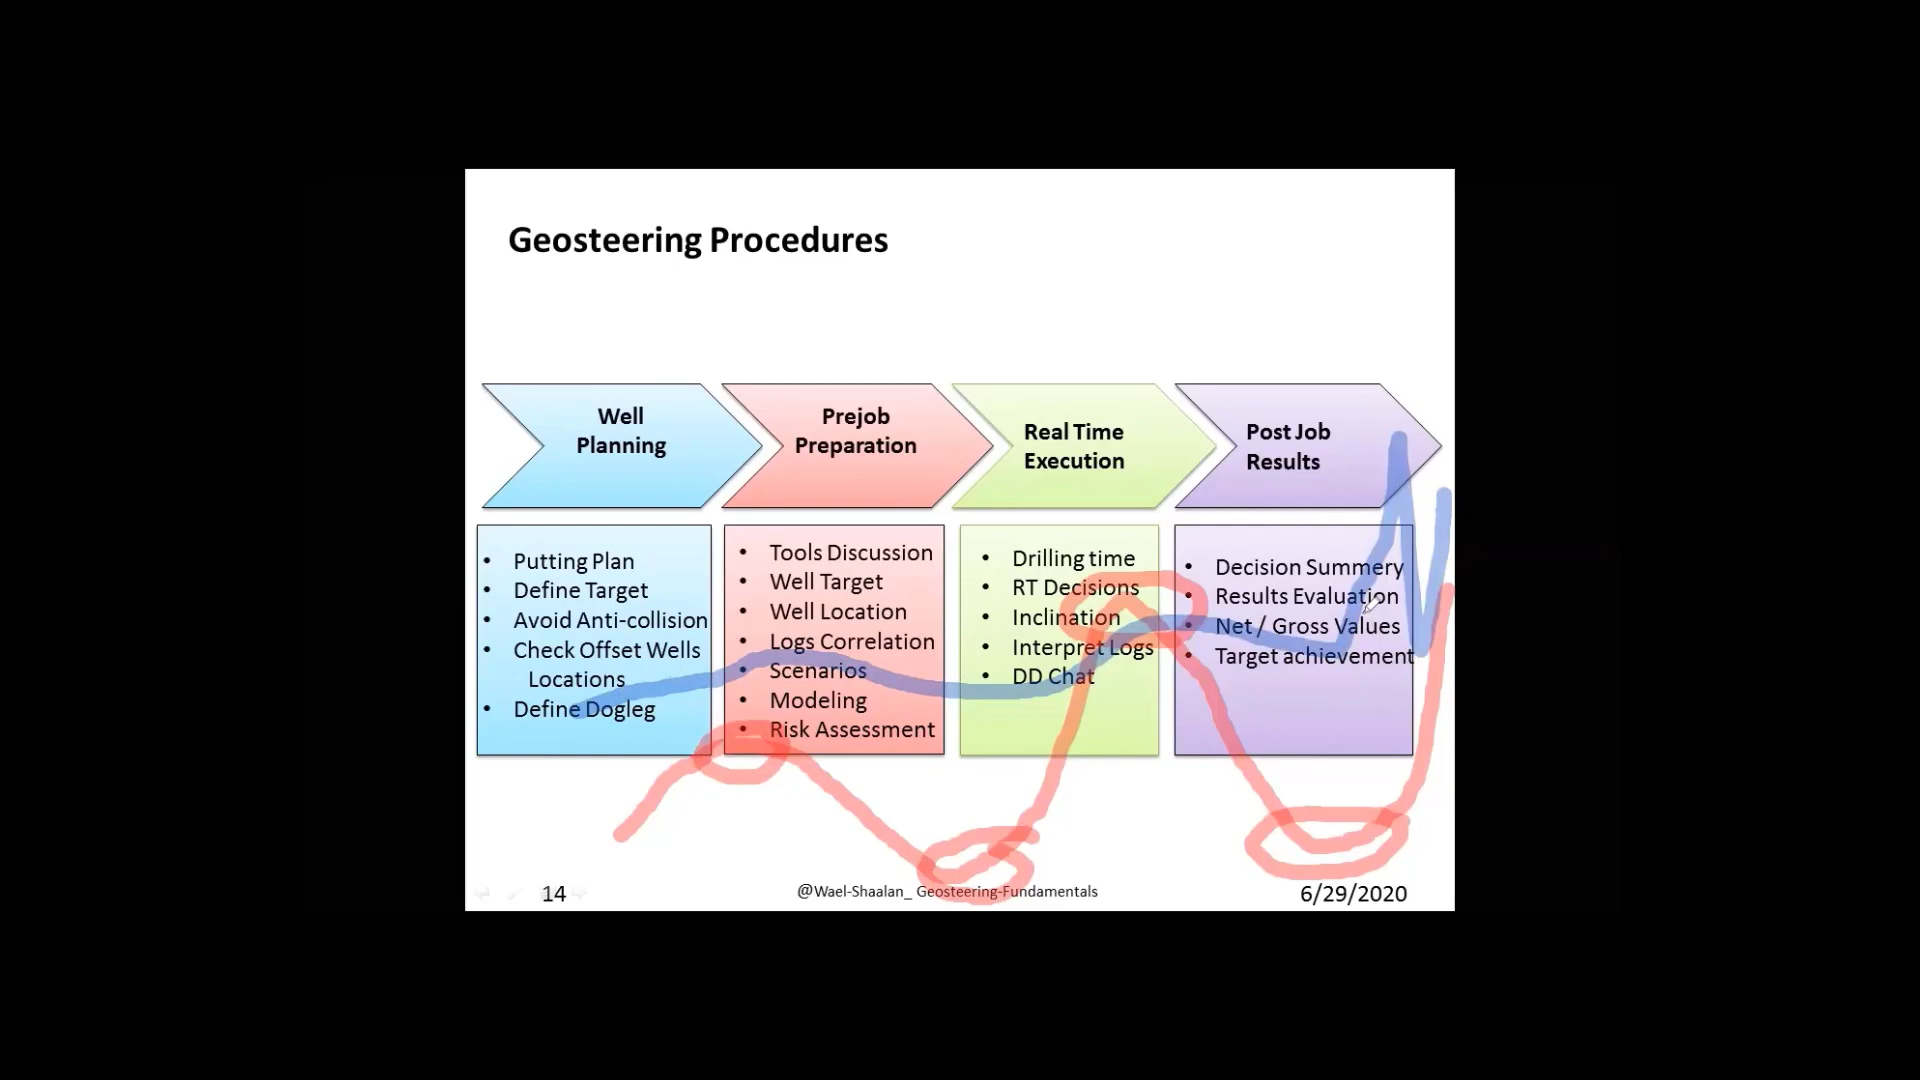 Geosteering Procedures
Well
Planning
Prejob
Preparation
Real Time
Execution
Post Job
Results
• Putting Plan
• Define Target
• Avoid Anti-collision
• Check Offset Wells
Locations
• Define Dogleg
• Tools Discussion
• Well Target
• Well Location
• Logs Correlation
• Scenarios
• Modeling
• Risk Assessment
• Drilling time
• RT Decisions
• Inclination
• Interpret Logs
• DD Chat
• Decision Summery
• Results Evaluation
• Net / Gross Values
• Target achievement
14
@Wael-Shaalan_ Geosteering-Fundamentals
6/29/2020